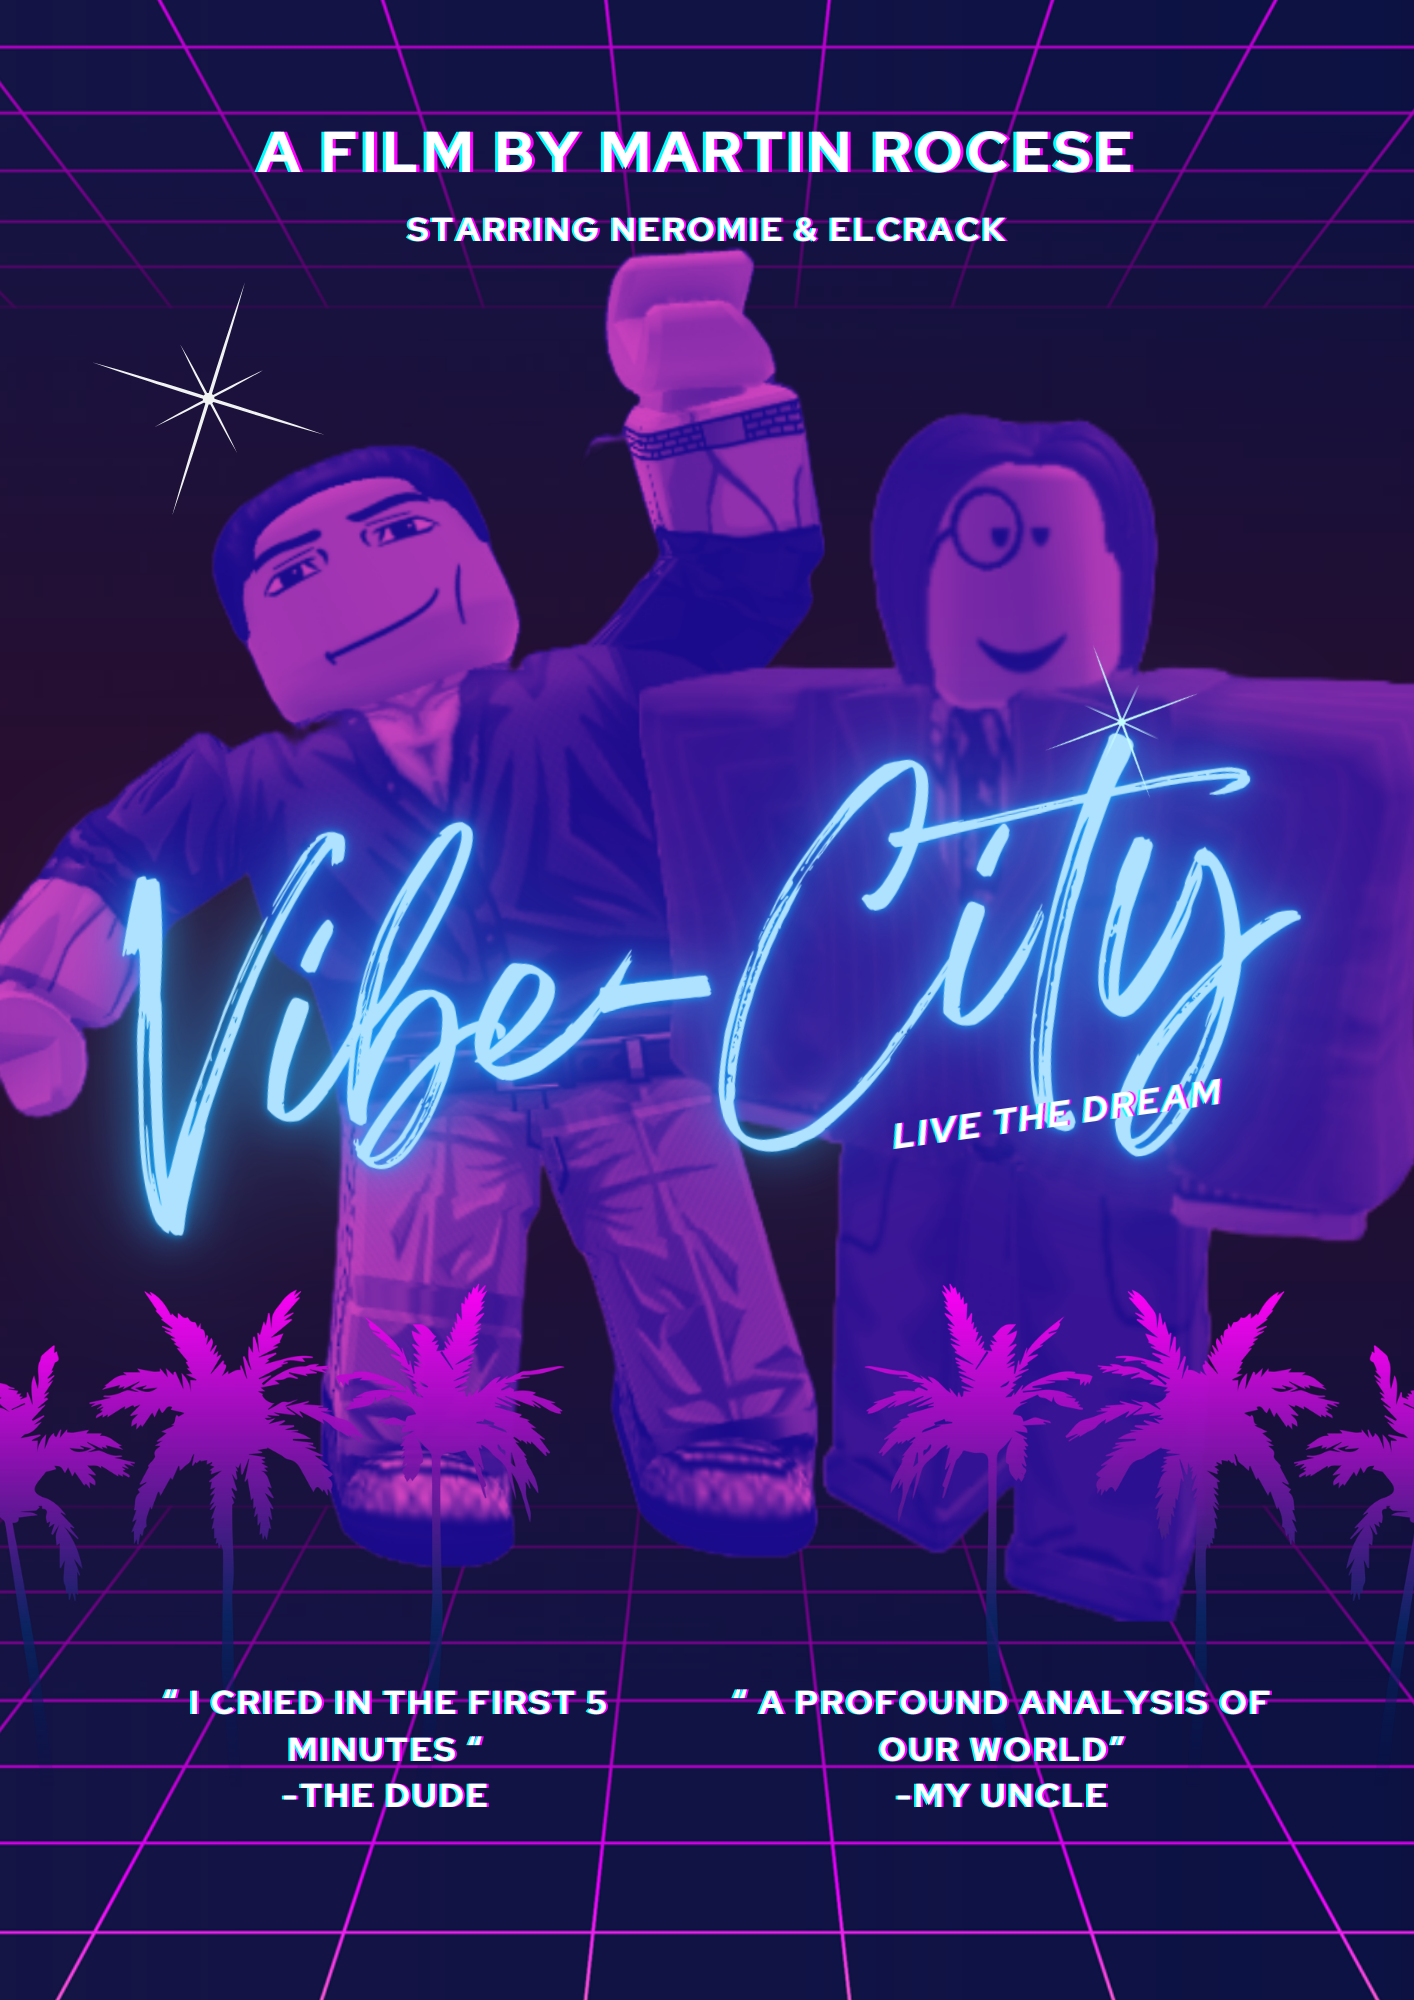 A FILM BY MARTIN ROCESE
STARRING NEROMIE & ELCRACK
Vibe City
LIVE THE DREAM
“ I CRIED IN THE FIRST 5
MINUTES “
-THE DUDE
“ A PROFOUND ANALYSIS OF
OUR WORLD”
-MY UNCLE